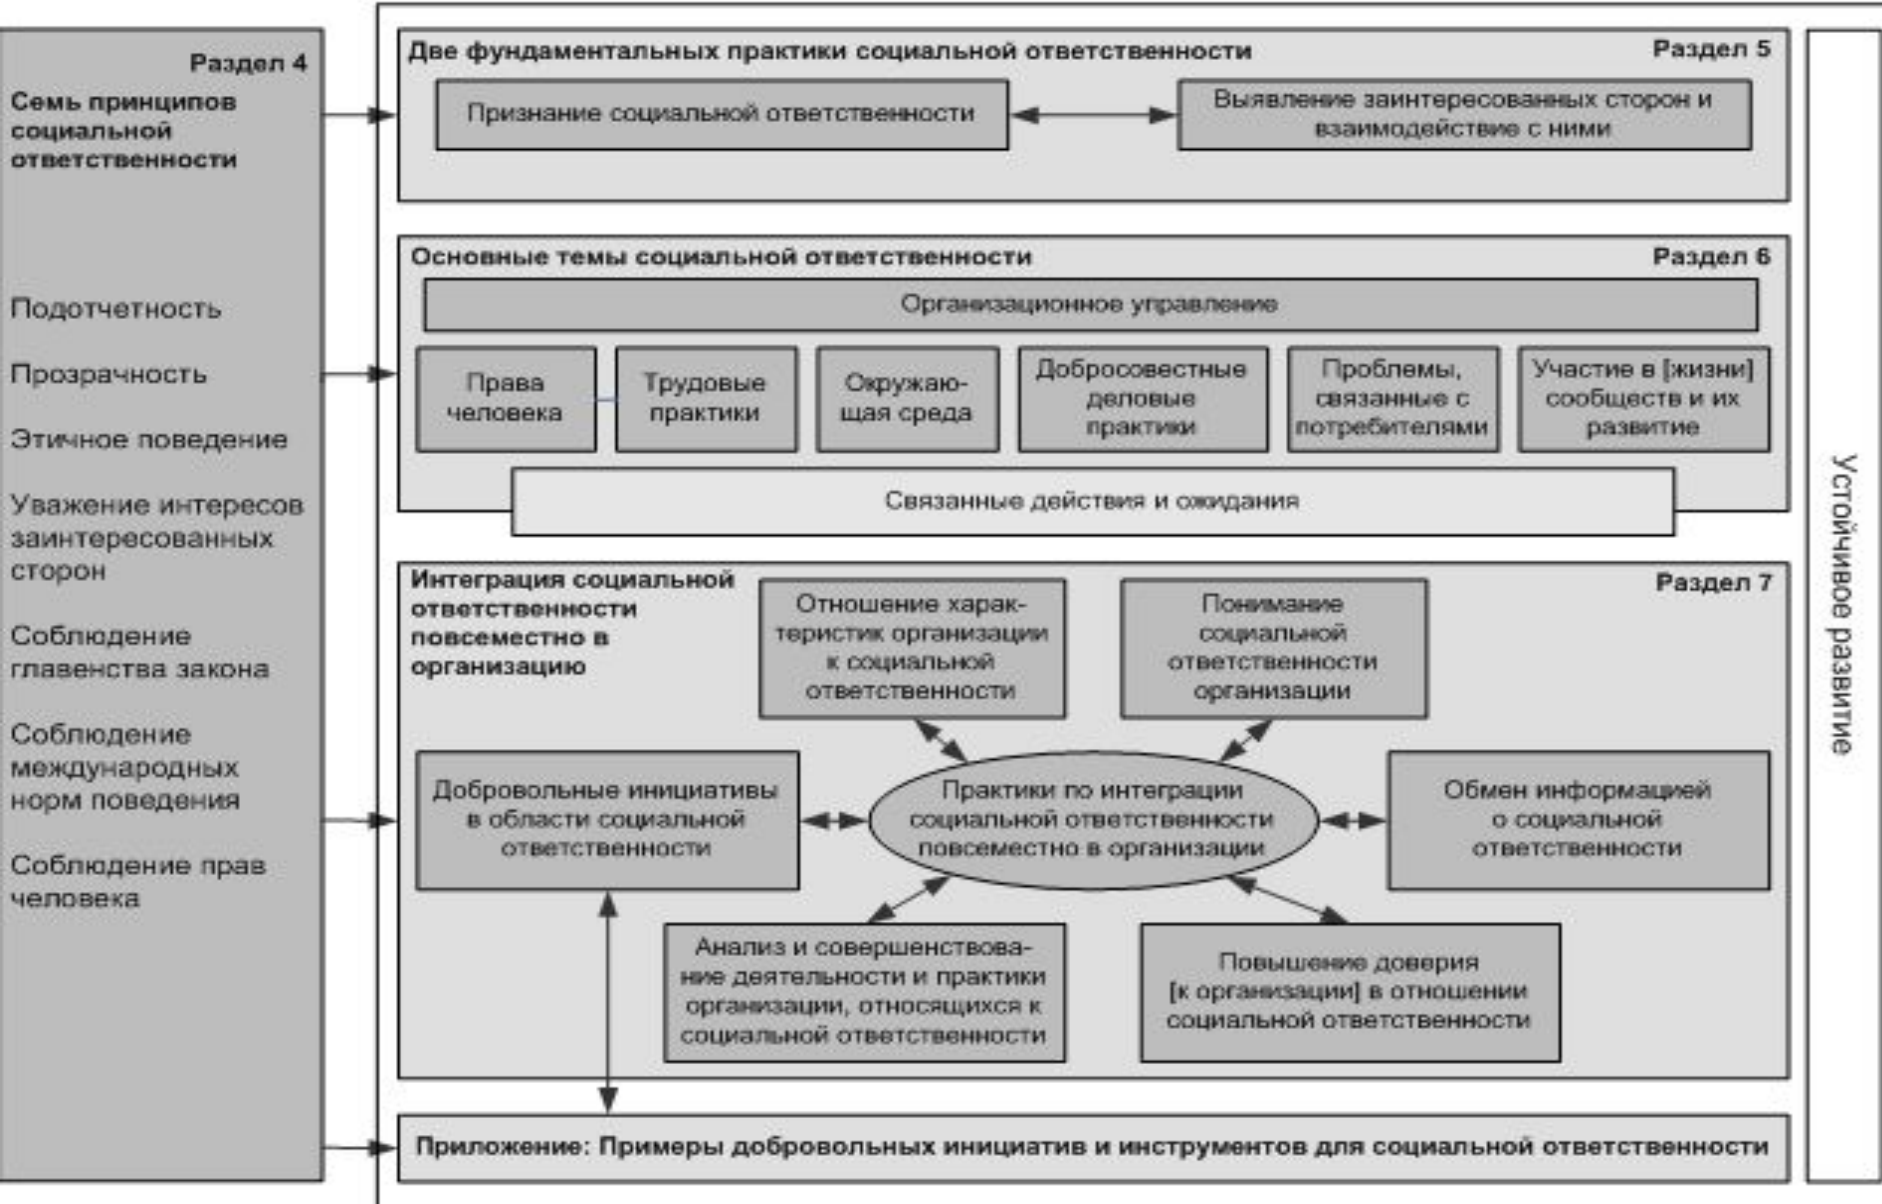 Раздел 4
Семь принципов
социальной
ответственности
Подотчетность
Прозрачность
Этичное поведение
Уважение интересов
заинтересованных
сторон
Соблюдение
главенства закона
Соблюдение
международных
норм поведения
Соблюдение прав
человека
Две фундаментальных практики социальной ответственности
Раздел 5
Признание социальной ответственности
Выявление заинтересованных сторон и
взаимодействие с ними
Основные темы социальной ответственности
Раздел 6
Организационное управление
Права
человека
Трудовые
практики
Окружаю-
щая среда
Добросовестные
деловые
практики
Проблемы,
связанные с
потребителями
Участие в [жизни]
сообществ и их
развитие
Связанные действия и ожидания
Интеграция социальной
ответственности
повсеместно в
организацию
Раздел 7
Отношение харак-
теристик организации
к социальной
ответственности
Понимание
социальной
ответственности
организации
Добровольные инициативы
в области социальной
ответственности
Практики по интеграции
социальной ответственности
повсеместно в организации
Обмен информацией
о социальной
ответственности
Анализ и совершенствова-
ние деятельности и практики
организации, относящихся к
социальной ответственности
Повышение доверия
[к организации] в отношении
социальной ответственности
Приложение: Примеры добровольных инициатив и инструментов для социальной ответственности
Устойчивое развитие